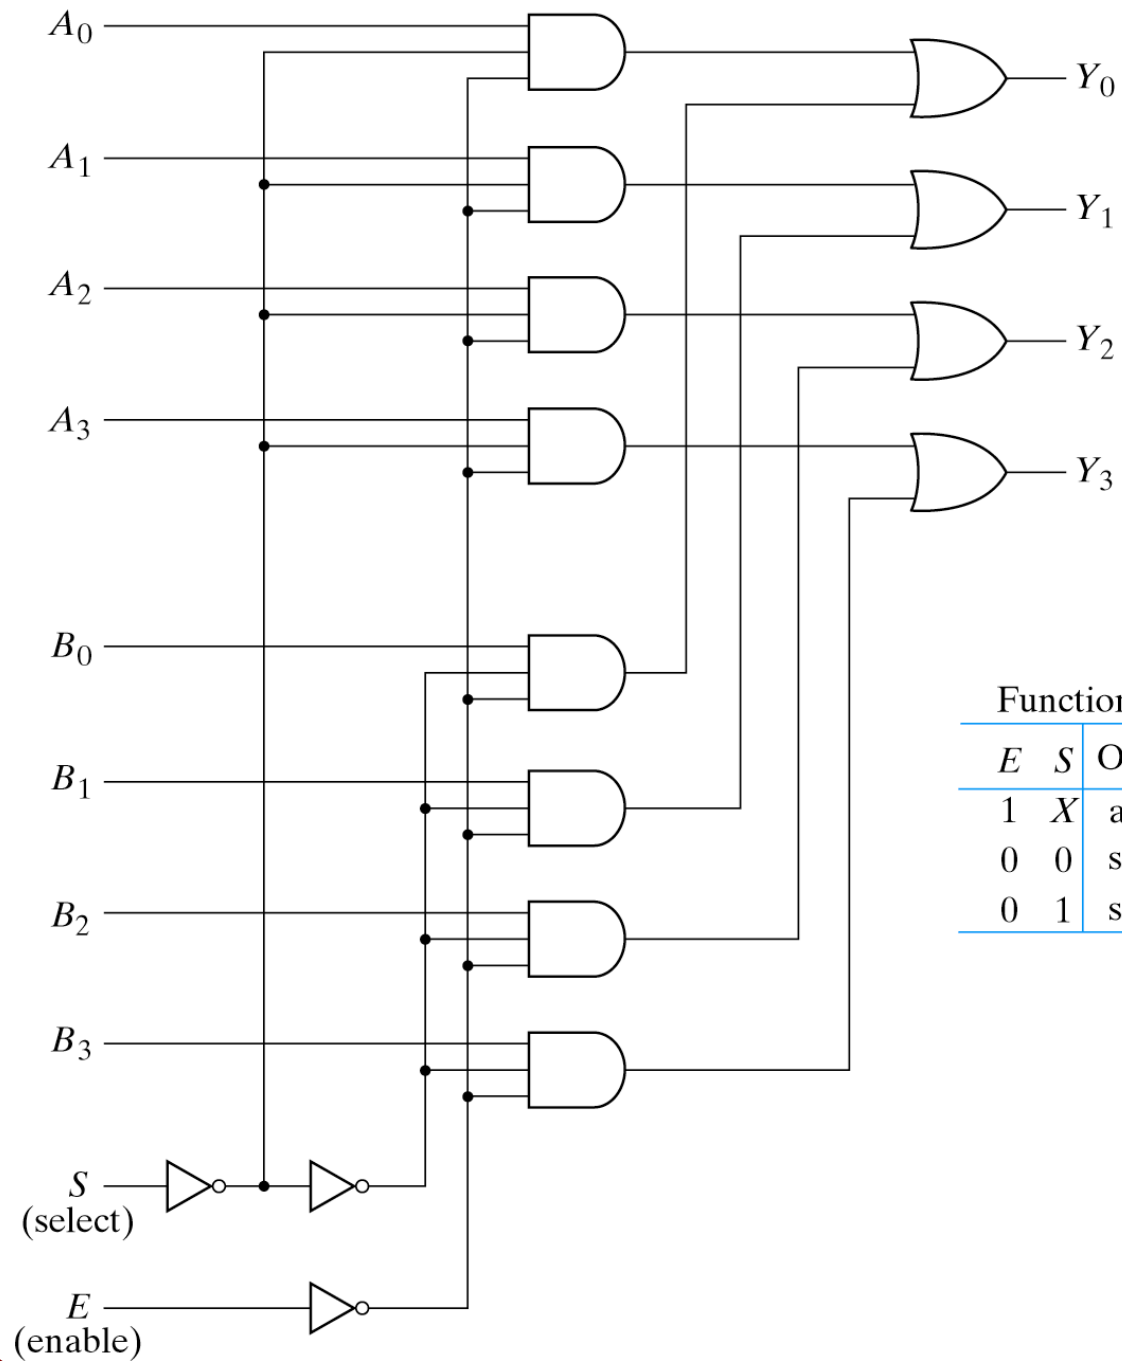 A0
Y0
A1
Y1
A2
Y2
A3
Y3
B0
B1
B2
B3
S
(select)
E
(enable)
E S
1 X
0 0
0 1